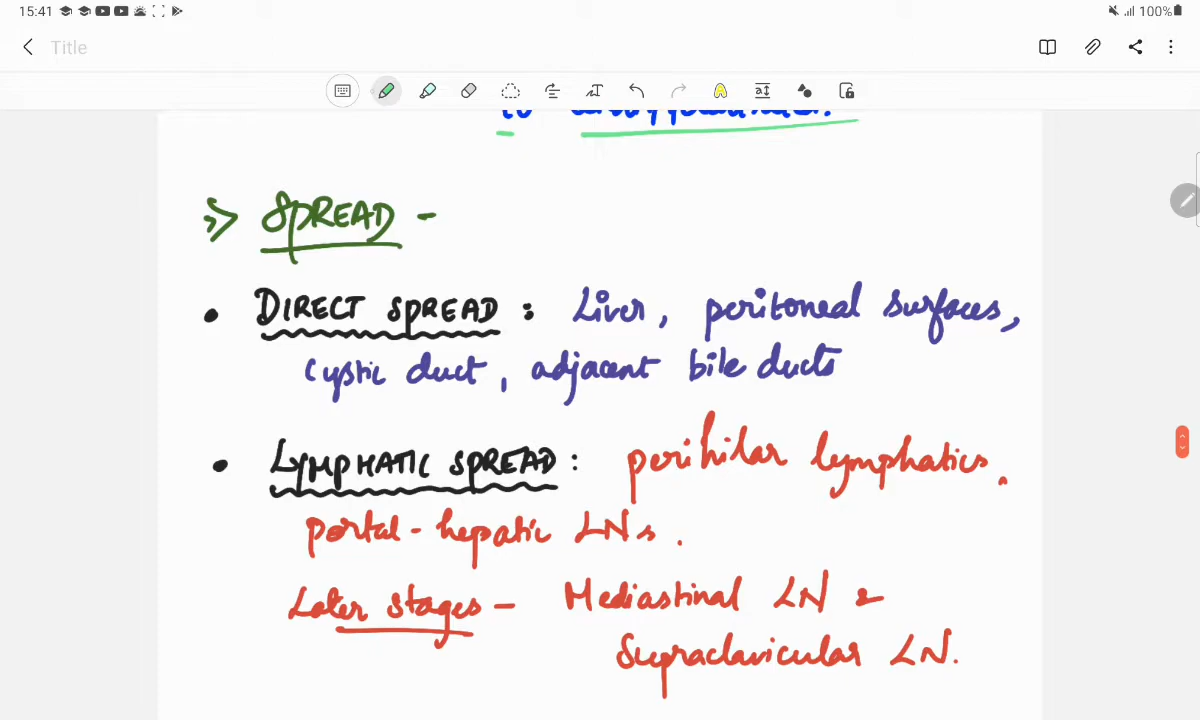 15:41
100%
Title
to
⇒ SPREAD -
• DIRECT SPREAD : Liver, peritoneal surfaces,
cystic duct, adjacent bile ducts
• LYMPHATIC SPREAD : perihilar lymphatics.
portal-hepatic LNs.
Later stages - Mediastinal LN &
Supraclavicular LN.